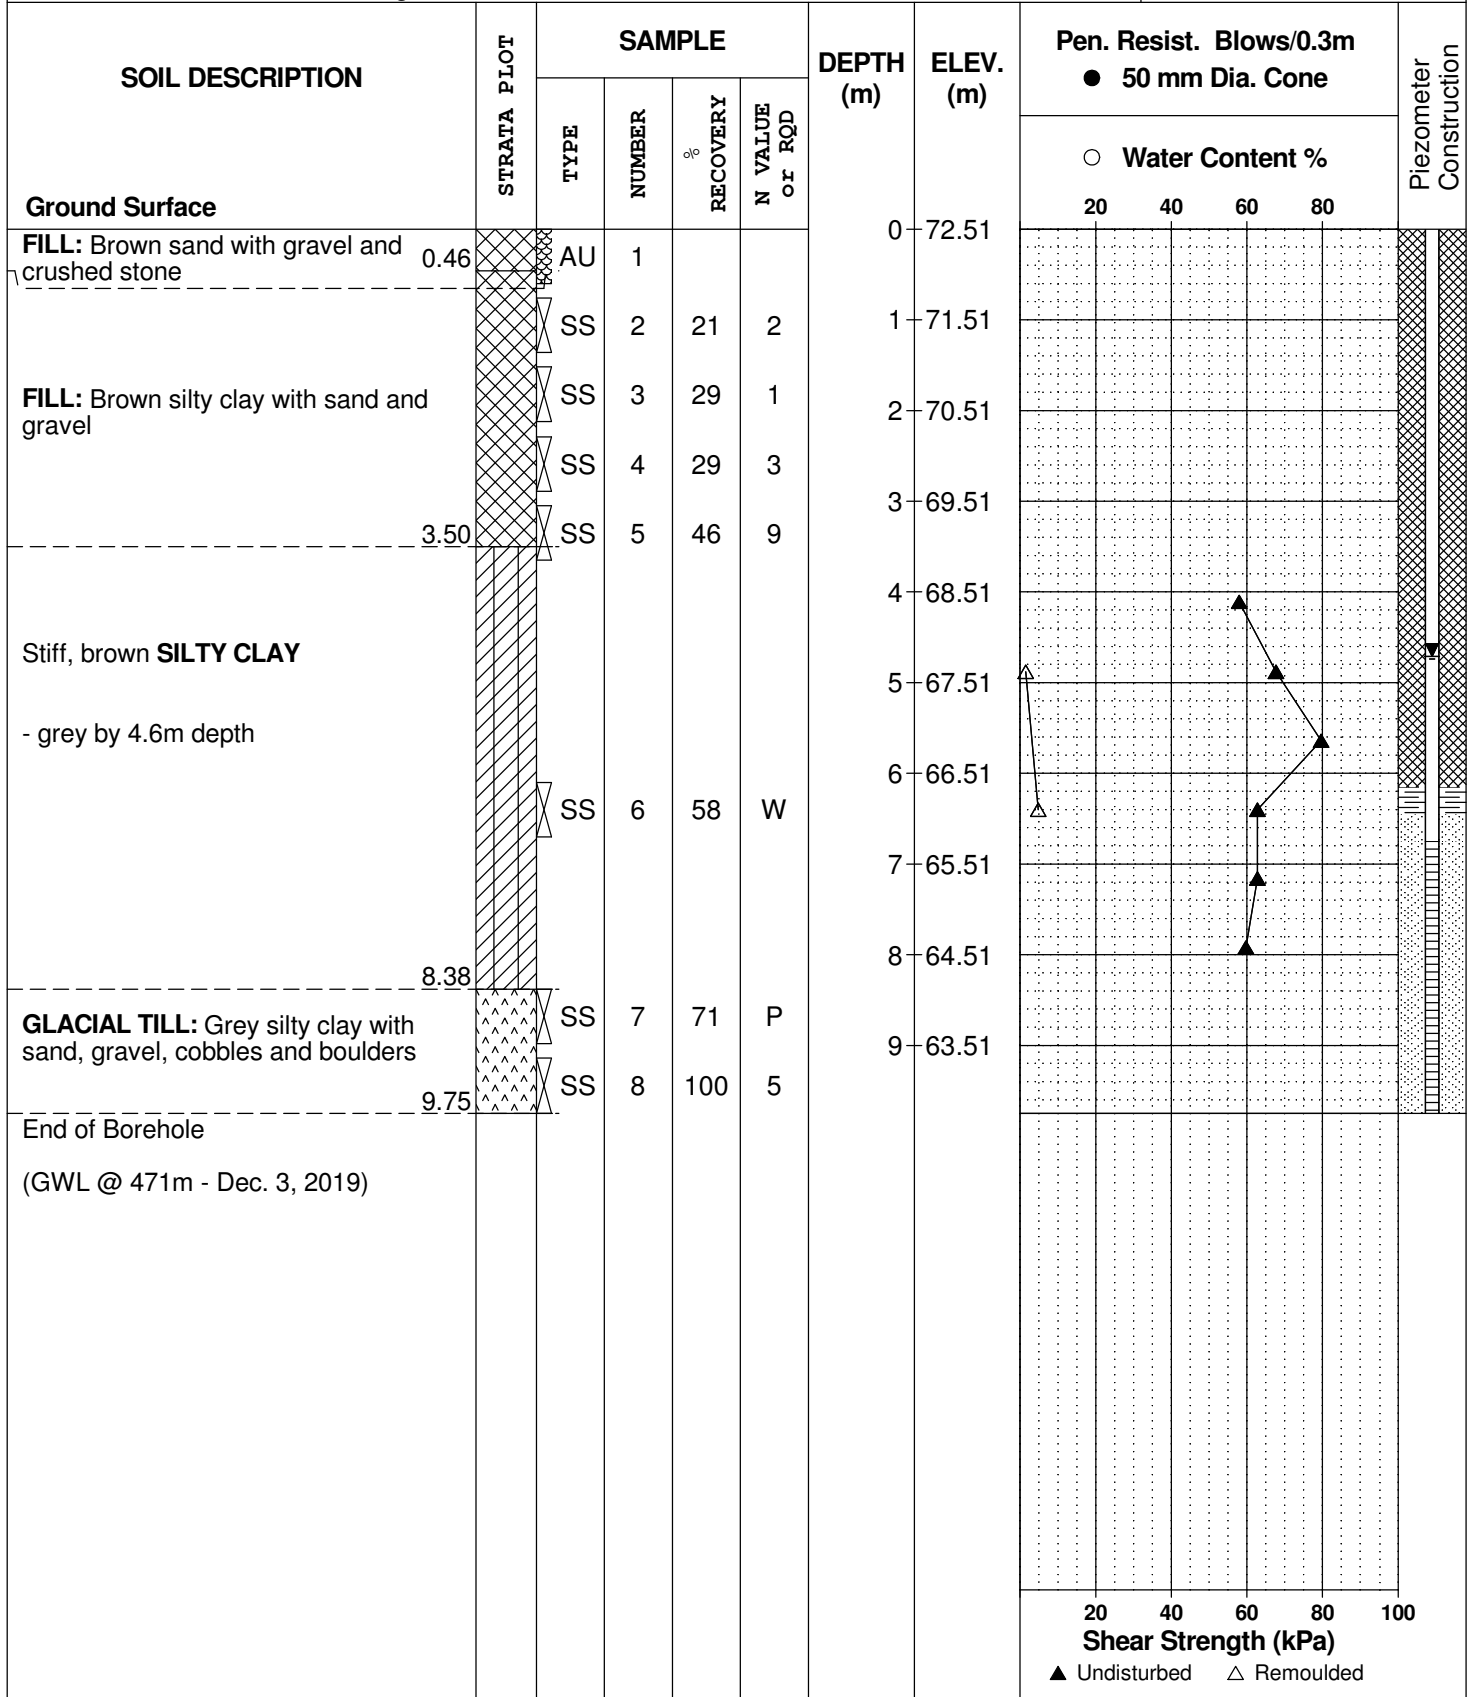 SOIL DESCRIPTION
Ground Surface
STRATA PLOT
SAMPLE
TYPE
NUMBER
%
RECOVERY
N VALUE
or RQD
DEPTH
(m)
ELEV.
(m)
Pen. Resist. Blows/0.3m
● 50 mm Dia. Cone
○ Water Content %
20 40 60 80
Piezometer
Construction
FILL: Brown sand with gravel and
crushed stone
0.46
AU 1
0 72.51
SS 2 21 2
1 71.51
FILL: Brown silty clay with sand and
gravel
SS 3 29 1
2 70.51
SS 4 29 3
3 69.51
3.50
SS 5 46 9
4 68.51
Stiff, brown SILTY CLAY
5 67.51
- grey by 4.6m depth
6 66.51
SS 6 58 W
7 65.51
8 64.51
8.38
GLACIAL TILL: Grey silty clay with
sand, gravel, cobbles and boulders
SS 7 71 P
9 63.51
SS 8 100 5
9.75
End of Borehole
(GWL @ 471m - Dec. 3, 2019)
20 40 60 80 100
Shear Strength (kPa)
▲ Undisturbed △ Remoulded